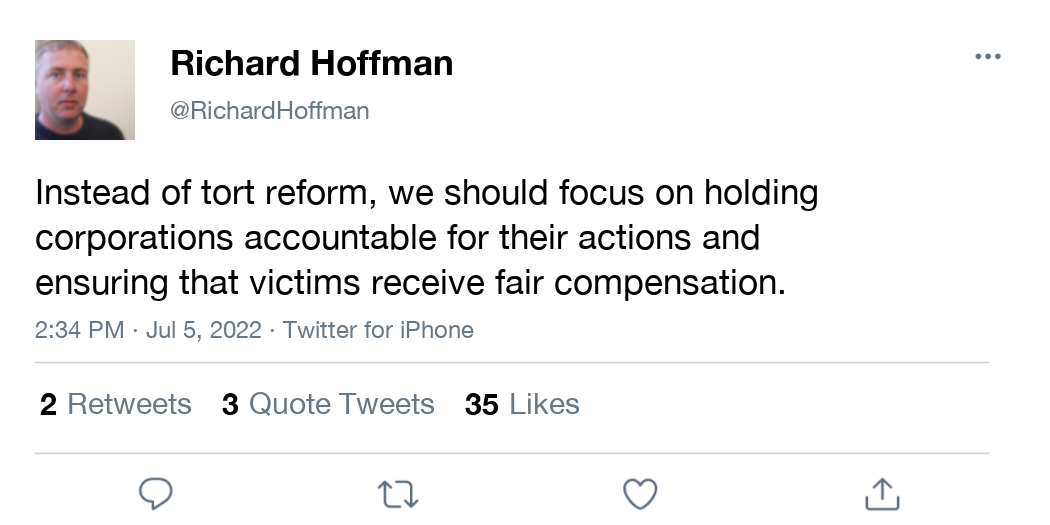 Richard Hoffman
@RichardHoffman
Instead of tort reform, we should focus on holding
corporations accountable for their actions and
ensuring that victims receive fair compensation.
2:34 PM · Jul 5, 2022 · Twitter for iPhone
2 Retweets 3 Quote Tweets 35 Likes